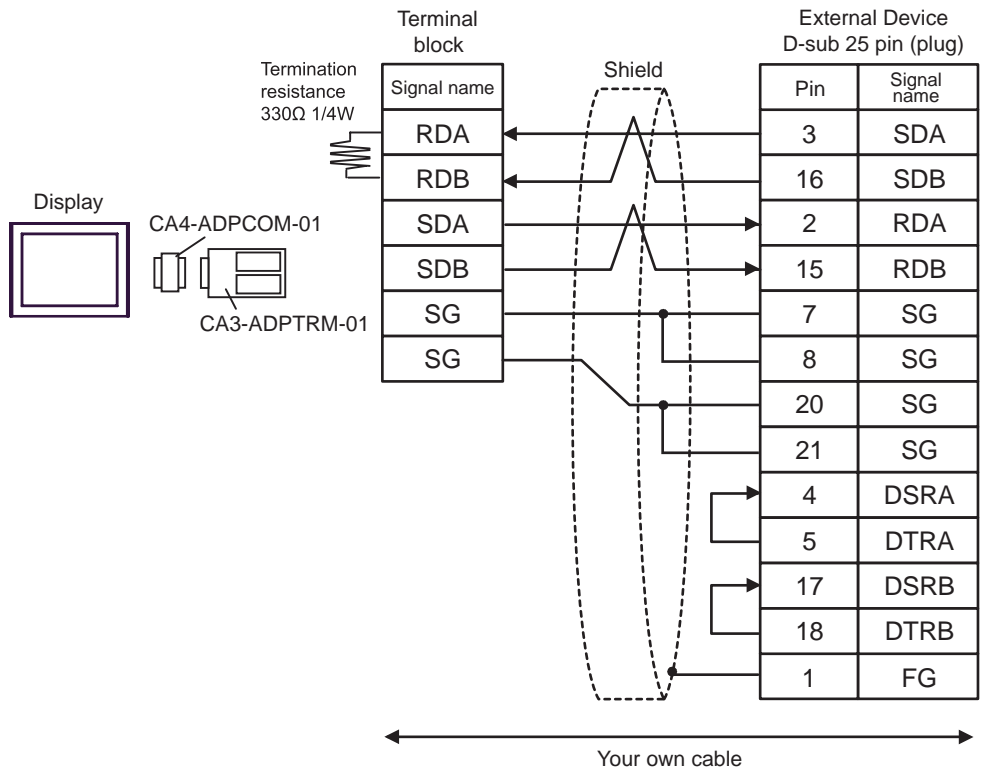 Terminal
block
External Device
D-sub 25 pin (plug)
Termination
resistance
330Ω 1/4W
Shield
Signal name
Pin
Signal
name
RDA
3
SDA
RDB
16
SDB
Display
CA4-ADPCOM-01
CA3-ADPTRM-01
SDA
2
RDA
SDB
15
RDB
SG
7
SG
SG
8
SG
20
SG
21
SG
4
DSRA
5
DTRA
17
DSRB
18
DTRB
1
FG
Your own cable